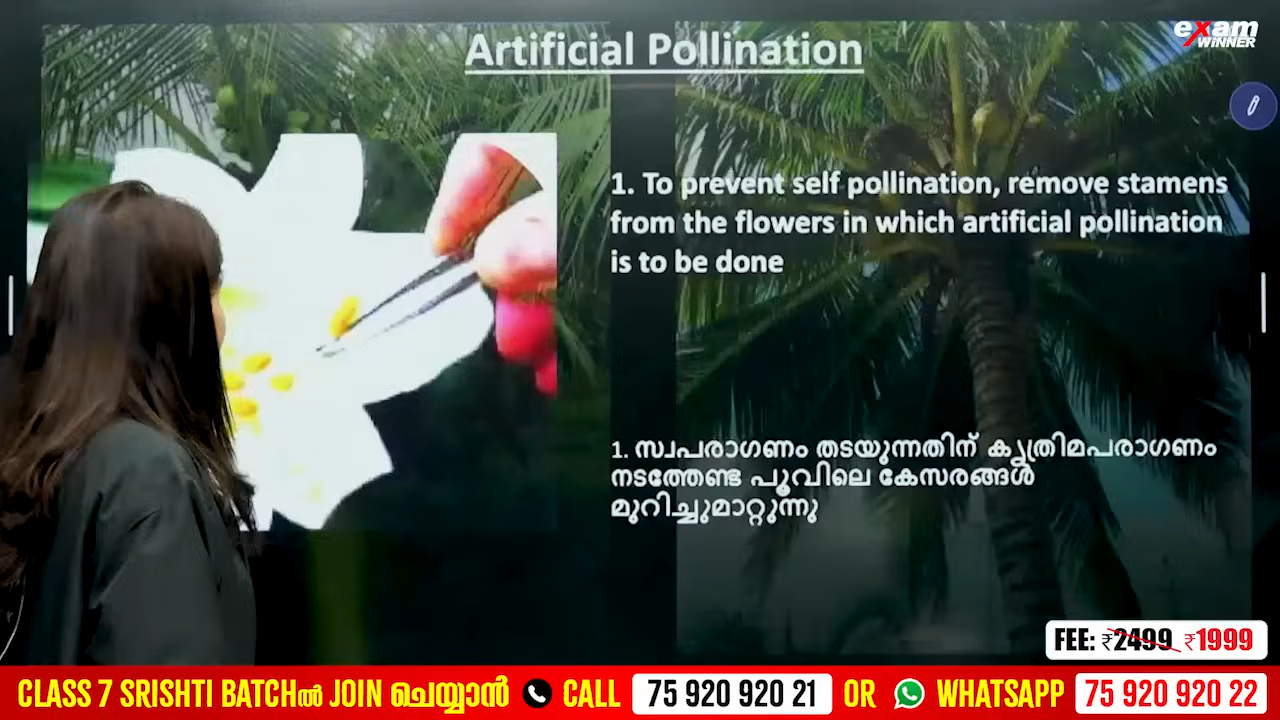 Artificial Pollination
exam
WINNER
1. To prevent self pollination, remove stamens
from the flowers in which artificial pollination
is to be done
1. സ്വപരാഗണം തടയുന്നതിന് കൃത്രിമപരാഗണം
നടത്തേണ്ട പൂവിലെ കേസരങ്ങൾ
മുറിച്ചുമാറ്റുന്നു
FEE: ₹2499 ₹1999
CLASS 7 SRISHTI BATCHൽ JOIN ചെയ്യാൻ CALL 75 920 920 21 OR WHATSAPP 75 920 920 22